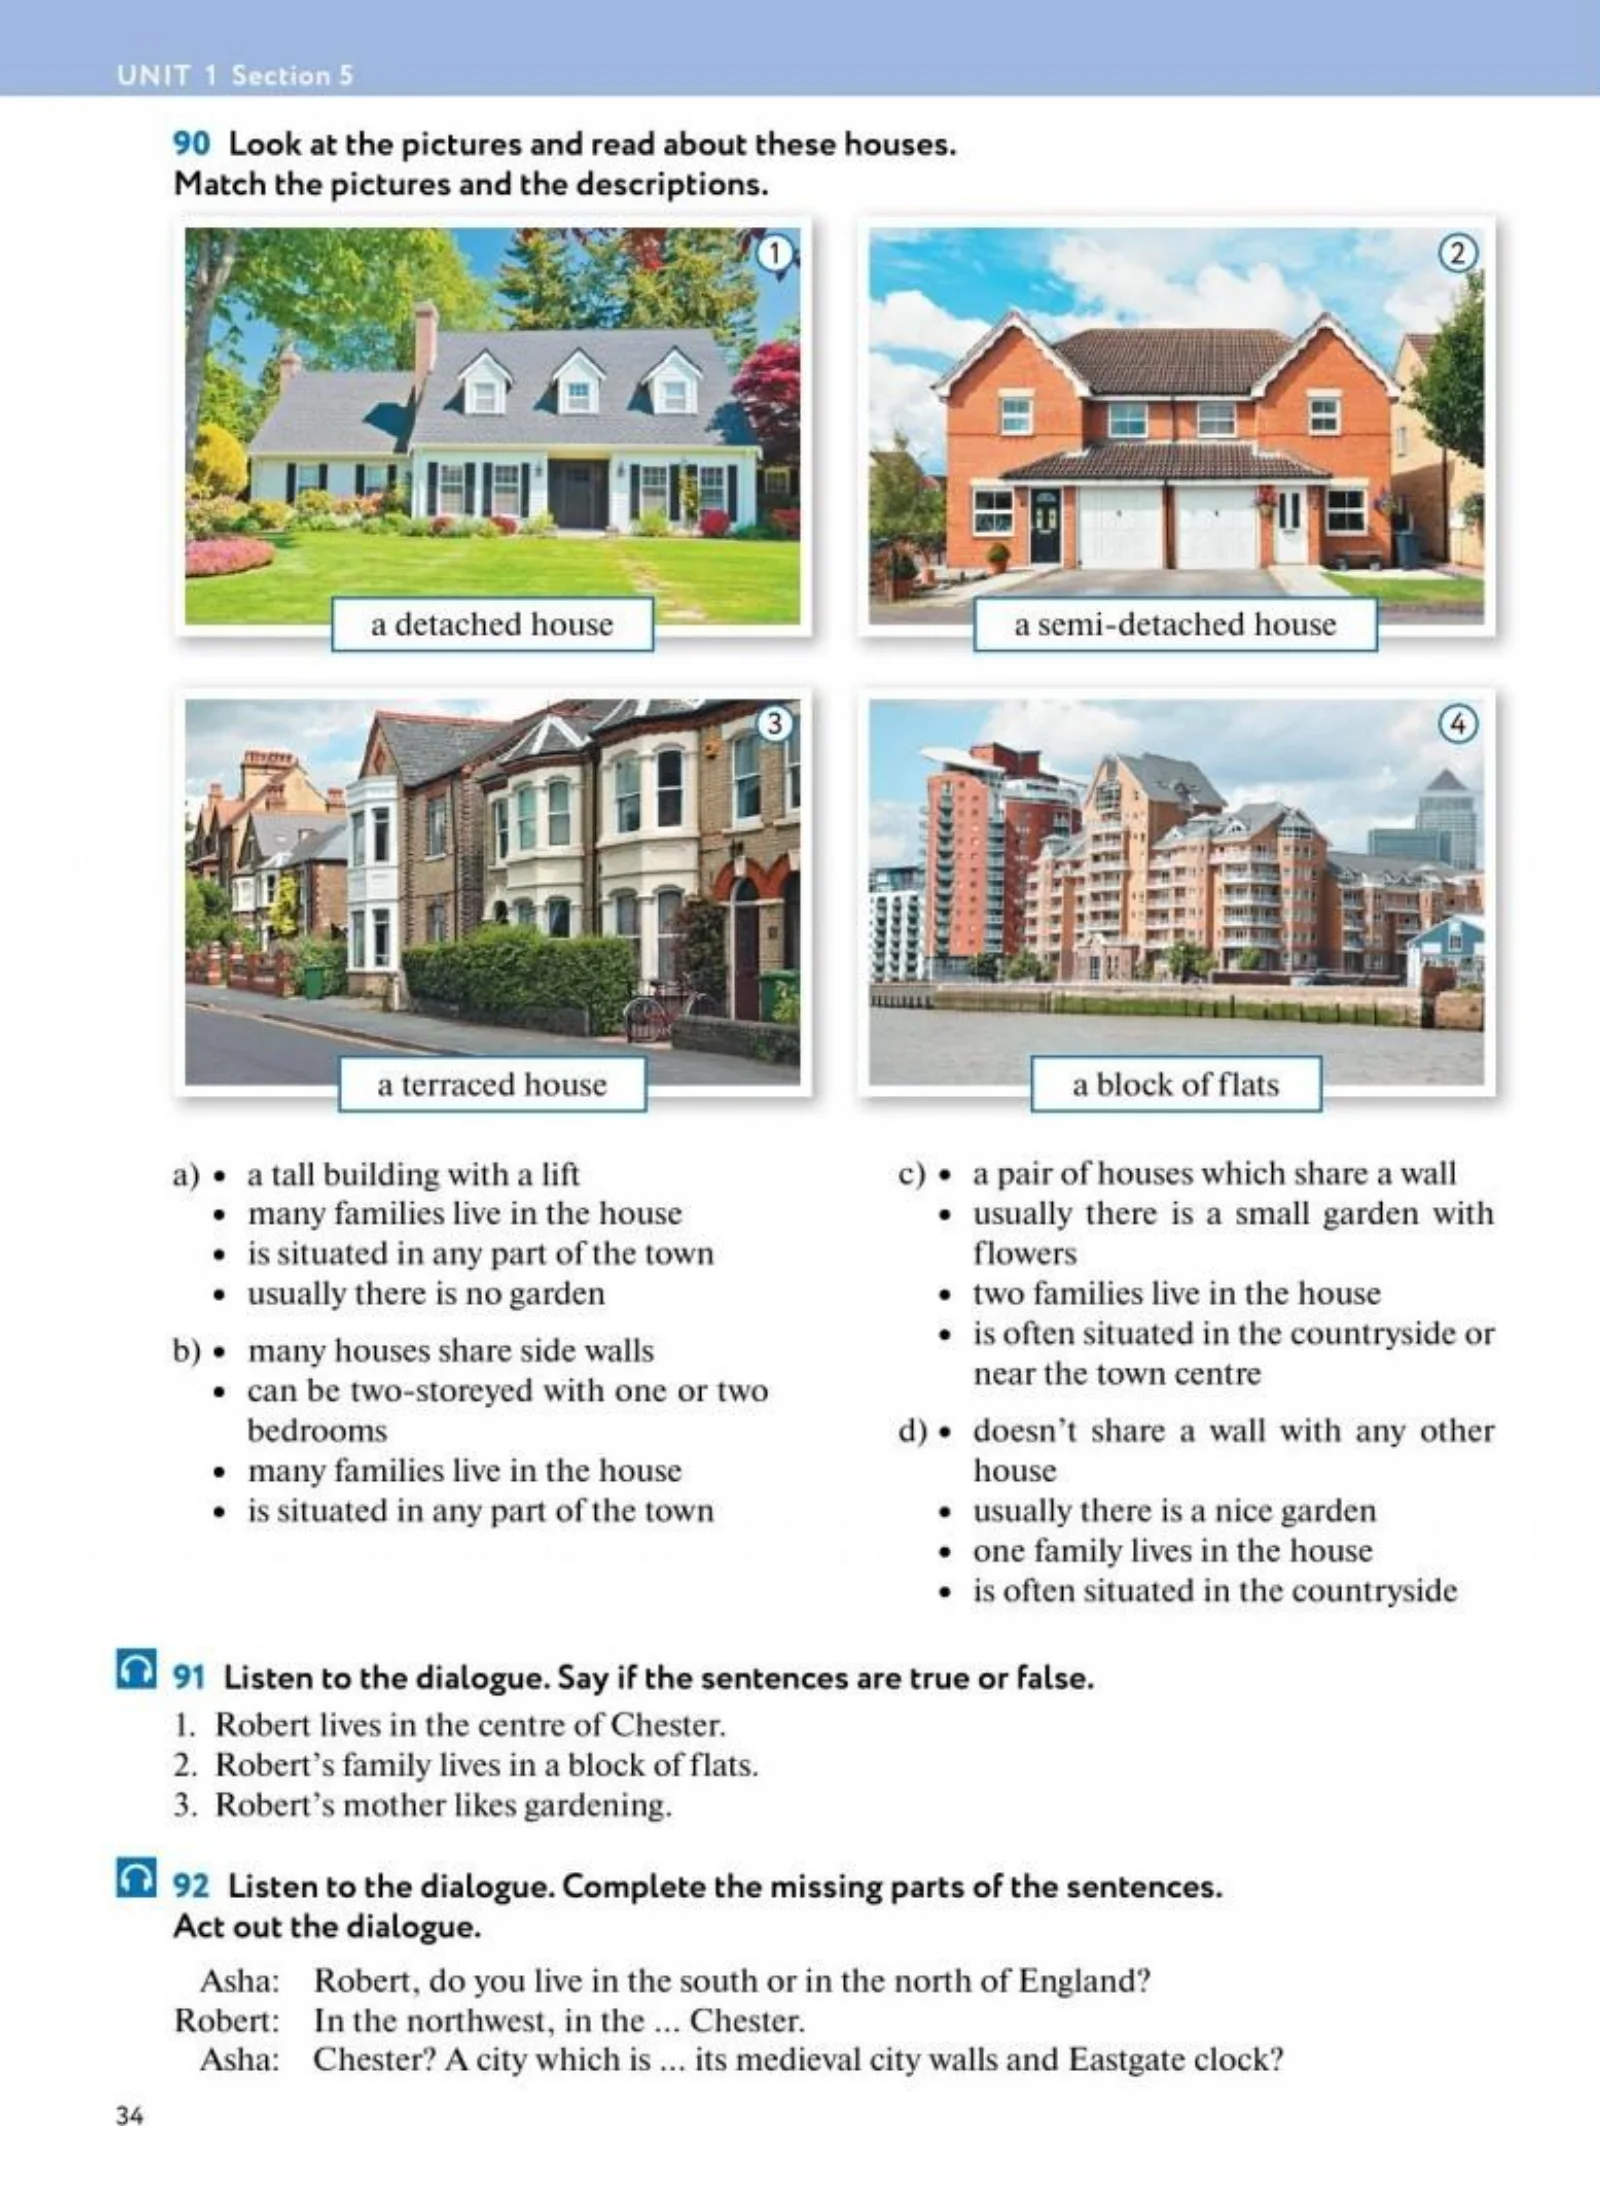 UNIT 1 Section 5
90 Look at the pictures and read about these houses.
Match the pictures and the descriptions.
1
a detached house
2
a semi-detached house
3
a terraced house
4
a block of flats
a) • a tall building with a lift
• many families live in the house
• is situated in any part of the town
• usually there is no garden
b) • many houses share side walls
• can be two-storeyed with one or two
bedrooms
• many families live in the house
• is situated in any part of the town
c) • a pair of houses which share a wall
• usually there is a small garden with
flowers
• two families live in the house
• is often situated in the countryside or
near the town centre
d) • doesn't share a wall with any other
house
• usually there is a nice garden
• one family lives in the house
• is often situated in the countryside
91 Listen to the dialogue. Say if the sentences are true or false.
1. Robert lives in the centre of Chester.
2. Robert's family lives in a block of flats.
3. Robert's mother likes gardening.
92 Listen to the dialogue. Complete the missing parts of the sentences.
Act out the dialogue.
Asha: Robert, do you live in the south or in the north of England?
Robert: In the northwest, in the ... Chester.
Asha: Chester? A city which is ... its medieval city walls and Eastgate clock?
34